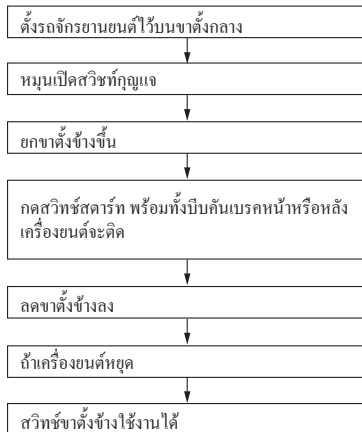 ตั้งรถจักรยานยนต์ไว้บนขาตั้งกลาง
หมุนเปิดสวิชท์กุญแจ
ยกขาตั้งข้างขึ้น
กดสวิทช์สตาร์ท พร้อมทั้งบีบคันเบรคหน้าหรือหลัง
เครื่องยนต์จะติด
ลดขาตั้งข้างลง
ถ้าเครื่องยนต์หยุด
สวิทช์ขาตั้งข้างใช้งานได้